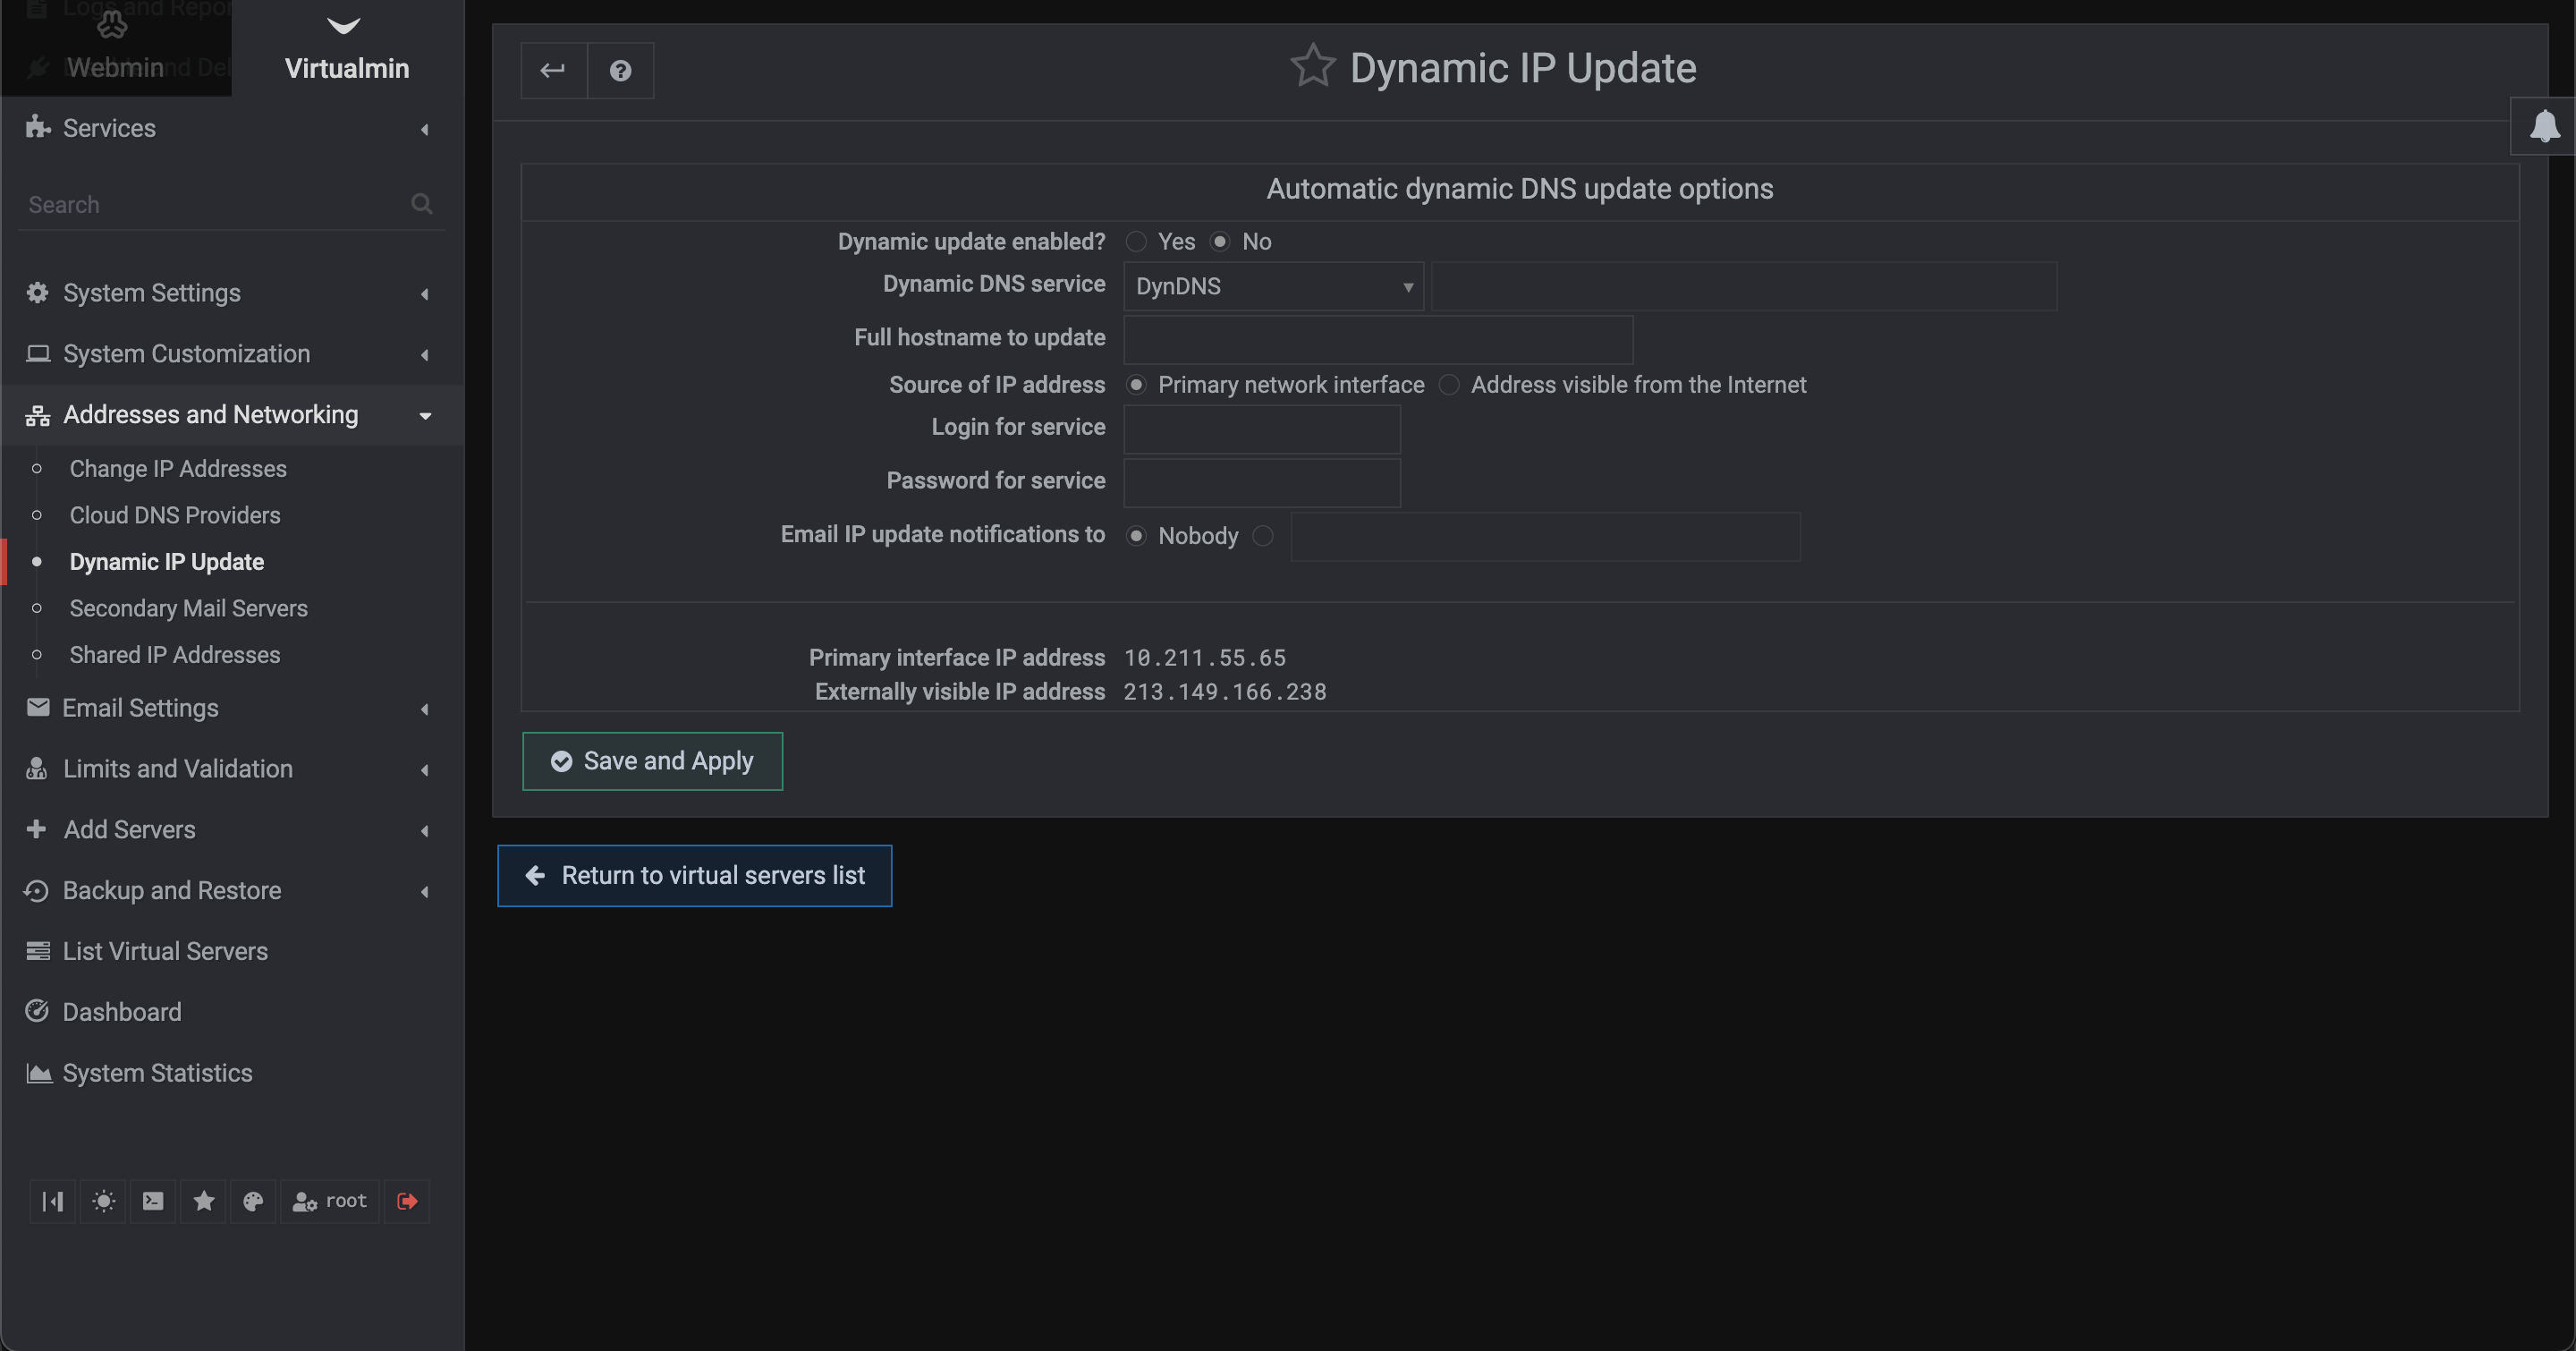 Logs and Repor
Webmin
Virtualmin
Services
Search
System Settings
System Customization
Addresses and Networking
Change IP Addresses
Cloud DNS Providers
Dynamic IP Update
Secondary Mail Servers
Shared IP Addresses
Email Settings
Limits and Validation
Add Servers
Backup and Restore
List Virtual Servers
Dashboard
System Statistics
root
Dynamic IP Update
Automatic dynamic DNS update options
Dynamic update enabled? Yes No
Dynamic DNS service DynDNS
Full hostname to update
Source of IP address Primary network interface Address visible from the Internet
Login for service
Password for service
Email IP update notifications to Nobody
Primary interface IP address 10.211.55.65
Externally visible IP address 213.149.166.238
Save and Apply
Return to virtual servers list